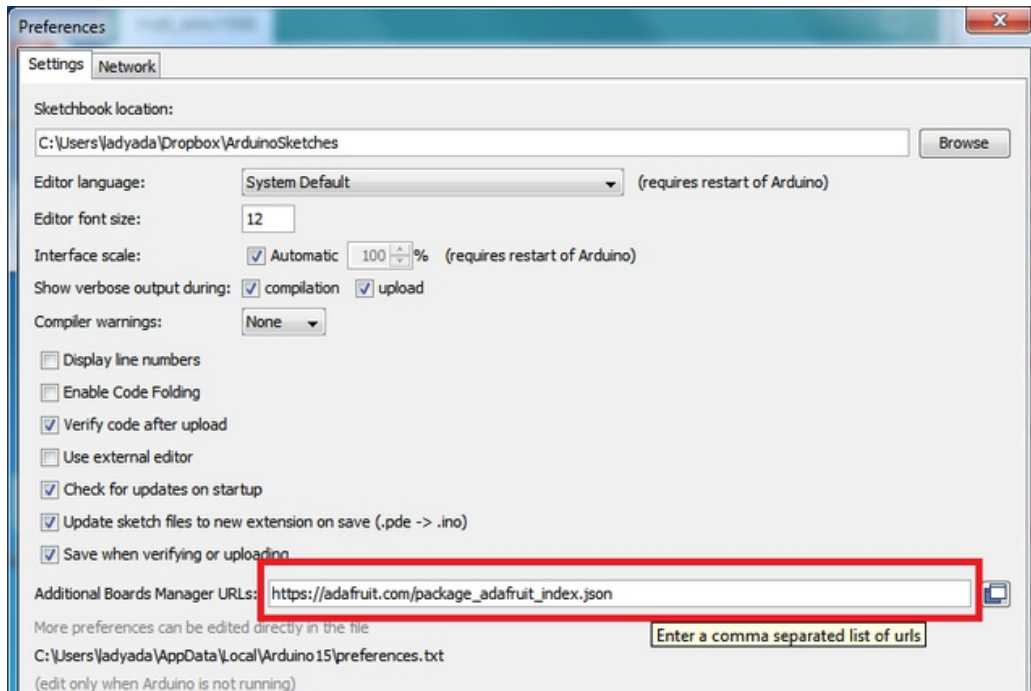 Preferences
Settings Network
Sketchbook location:
C:\Users\ladyada\Dropbox\ArduinoSketches Browse
Editor language: System Default (requires restart of Arduino)
Editor font size: 12
Interface scale: Automatic 100 % (requires restart of Arduino)
Show verbose output during: compilation upload
Compiler warnings: None
Display line numbers
Enable Code Folding
Verify code after upload
Use external editor
Check for updates on startup
Update sketch files to new extension on save (.pde -> .ino)
Save when verifying or uploading
Additional Boards Manager URLs: https://adafruit.com/package_adafruit_index.json
More preferences can be edited directly in the file
Enter a comma separated list of urls
C:\Users\ladyada\AppData\Local\Arduino15\preferences.txt
(edit only when Arduino is not running)